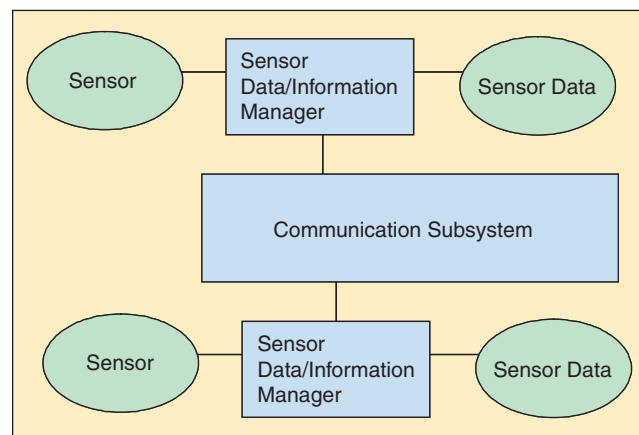 Sensor
Sensor
Data/Information
Manager
Sensor Data
Communication Subsystem
Sensor
Sensor
Data/Information
Manager
Sensor Data